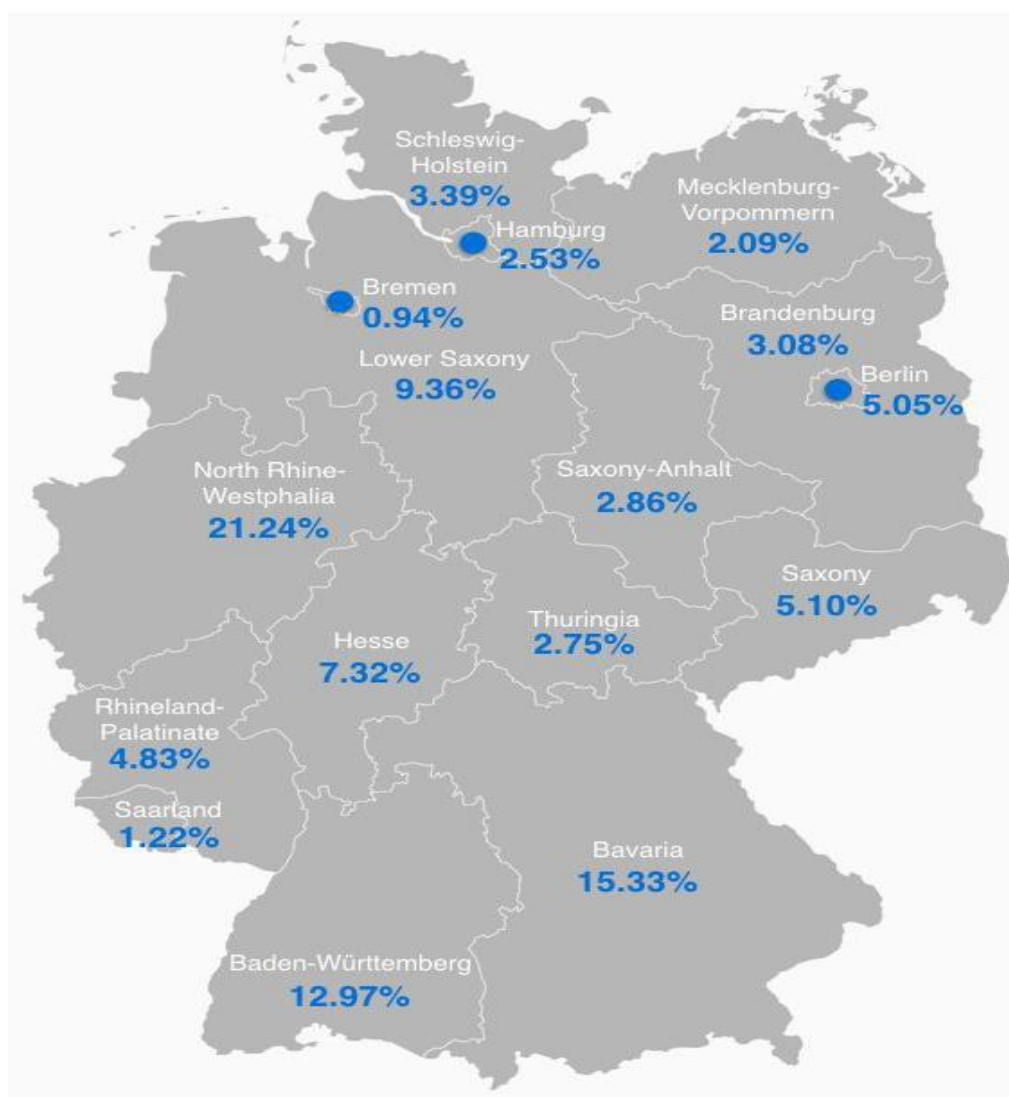 Schleswig-
Holstein
3.39%
Mecklenburg-
Vorpommern
2.09%
Hamburg
2.53%
Bremen
0.94%
Brandenburg
3.08%
Lower Saxony
9.36%
Berlin
5.05%
North Rhine-
Westphalia
21.24%
Saxony-Anhalt
2.86%
Saxony
5.10%
Thuringia
2.75%
Hesse
7.32%
Rhineland-
Palatinate
4.83%
Saarland
1.22%
Bavaria
15.33%
Baden-Württemberg
12.97%